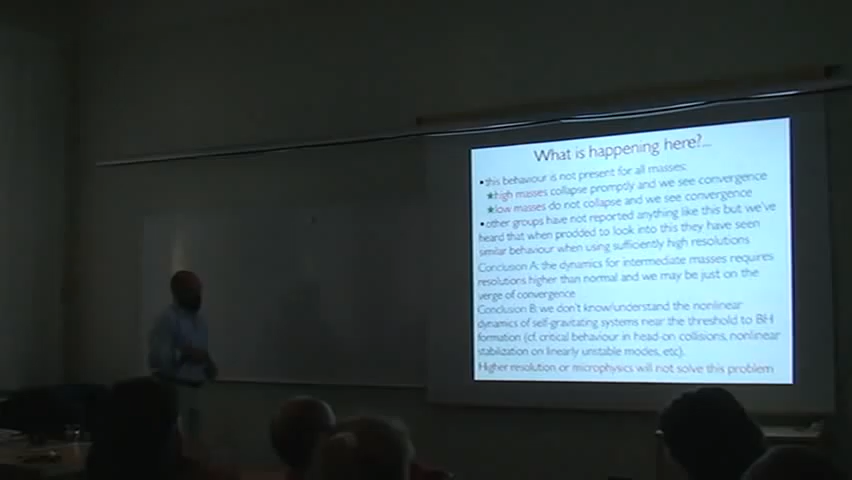 What is happening here?...
• this behaviour is not present for all masses:
★high masses collapse promptly and we see convergence
★low masses do not collapse and we see convergence
• other groups have not reported anything like this but we've
heard that when prodded to look into this they have seen
similar behaviour when using sufficiently high resolutions
Conclusion A: the dynamics for intermediate masses requires
resolutions higher than normal and we may be just on the
verge of convergence
Conclusion B: we don't know/understand the nonlinear
dynamics of self-gravitating systems near the threshold to BH
formation (cf. critical behaviour in head-on collisions, nonlinear
stabilization on linearly unstable modes, etc).
Higher resolution or microphysics will not solve this problem